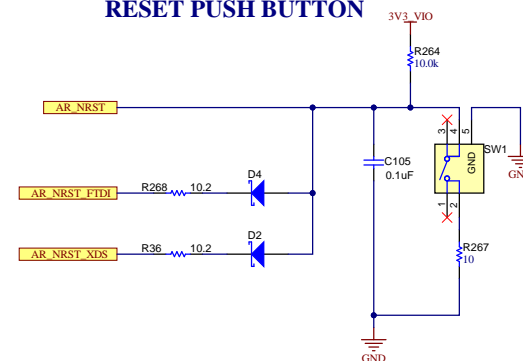 RESET PUSH BUTTON
3V3_VIO
R264
10.0k
AR_NRST
3
4
5
SW1
GND
C105
0.1uF
GND
D4
AR_NRST_FTDI
R268
10.2
1
2
D2
AR_NRST_XDS
R36
10.2
R267
10
GND